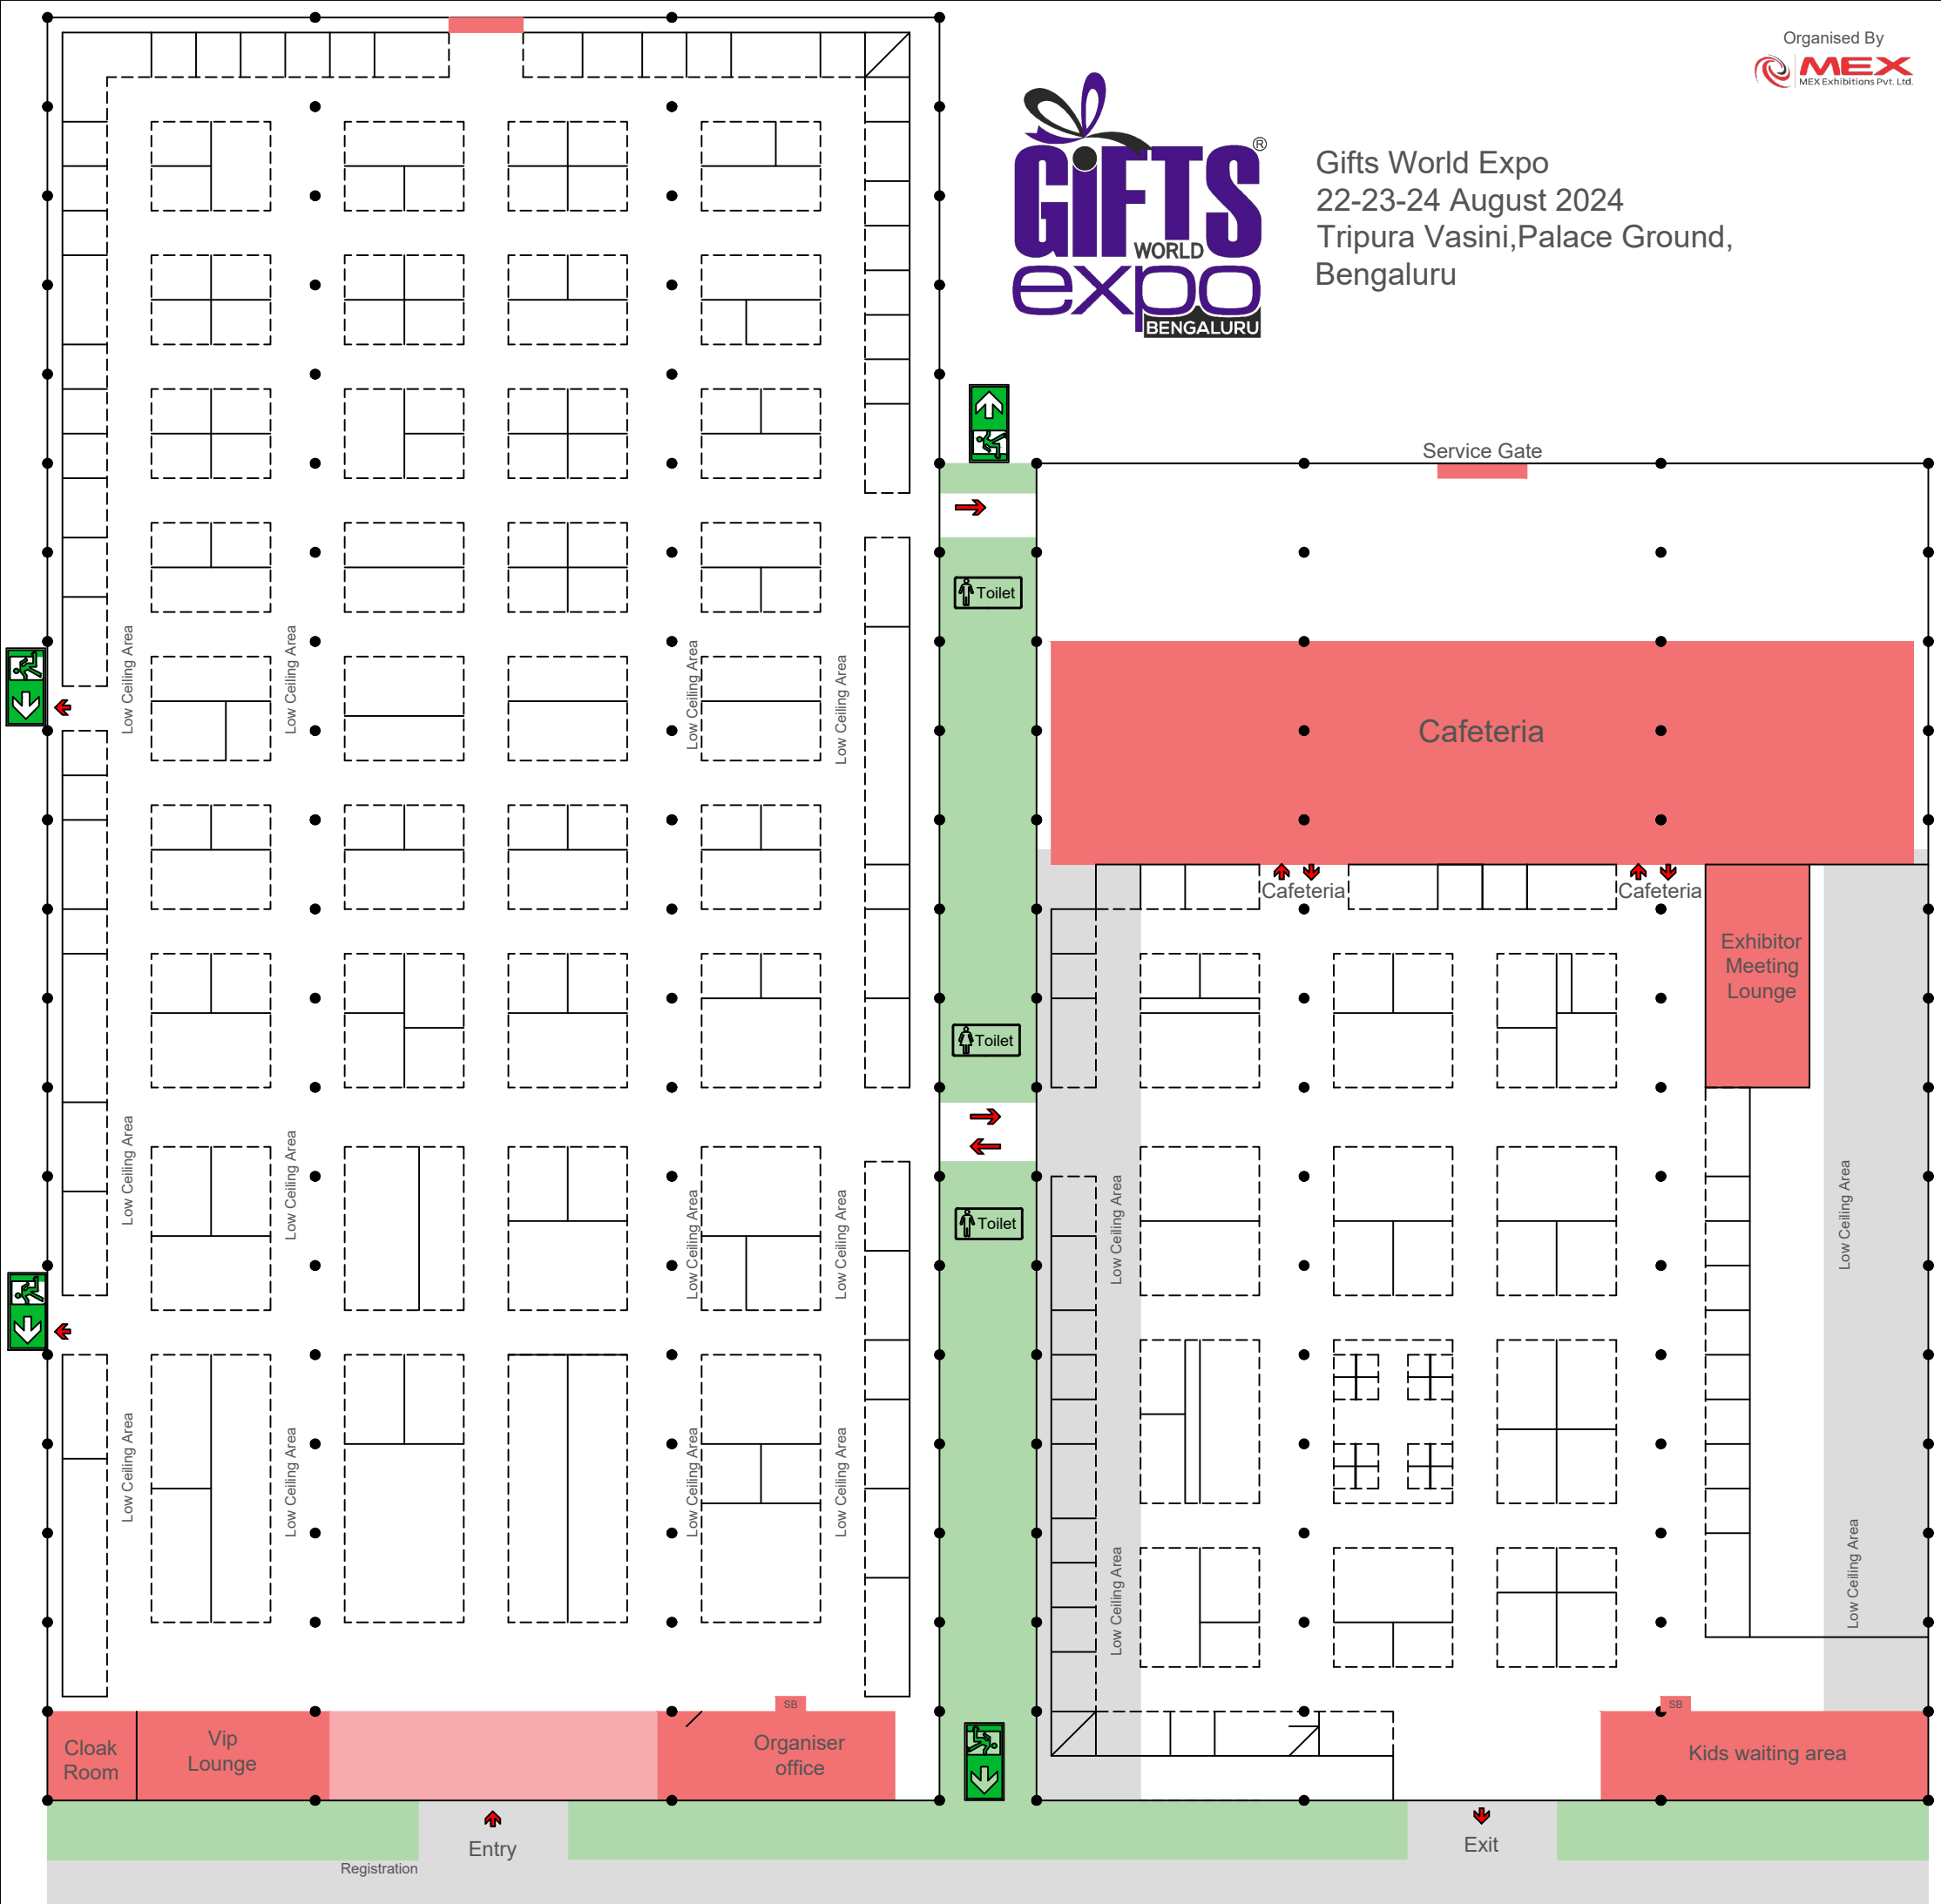 Organised By
MEX
MEX Exhibitions Pvt. Ltd.
GiFTS
®
WORLD
expo
BENGALURU
Gifts World Expo
22-23-24 August 2024
Tripura Vasini,Palace Ground,
Bengaluru
Service Gate
Toilet
Low Ceiling Area
Low Ceiling Area
Low Ceiling Area
Low Ceiling Area
Cafeteria
Cafeteria
Cafeteria
Exhibitor
Meeting
Lounge
Toilet
Low Ceiling Area
Low Ceiling Area
Low Ceiling Area
Low Ceiling Area
Toilet
Low Ceiling Area
Low Ceiling Area
Low Ceiling Area
Low Ceiling Area
Low Ceiling Area
Low Ceiling Area
Low Ceiling Area
Low Ceiling Area
SB
SB
Cloak
Room
Vip
Lounge
Organiser
office
Kids waiting area
Entry
Exit
Registration